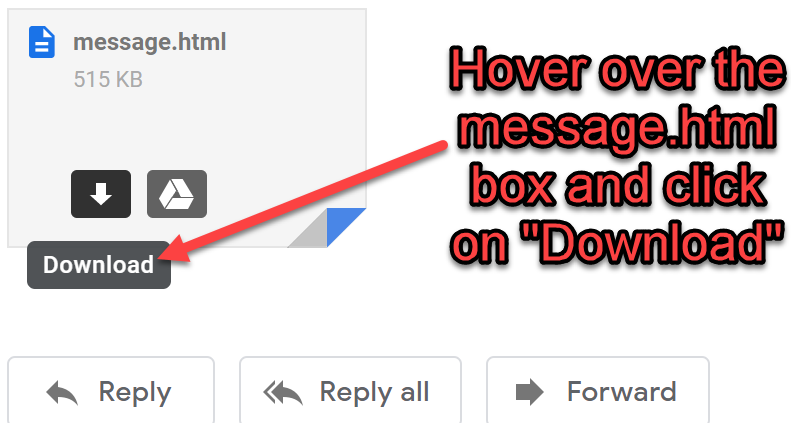 message.html
515 KB
Hover over the
message.html
box and click
on "Download"
Download
Reply
Reply all
Forward